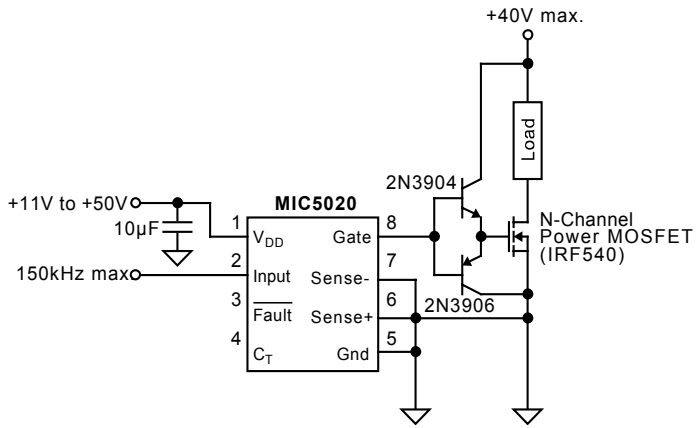 +40V max.
Load
2N3904
+11V to +50V
10µF
MIC5020
1
8
V_DD
Gate
N-Channel
Power MOSFET
(IRF540)
2
7
150kHz max
Input
Sense-
3
6
2N3906
Fault
Sense+
4
5
C_T
Gnd